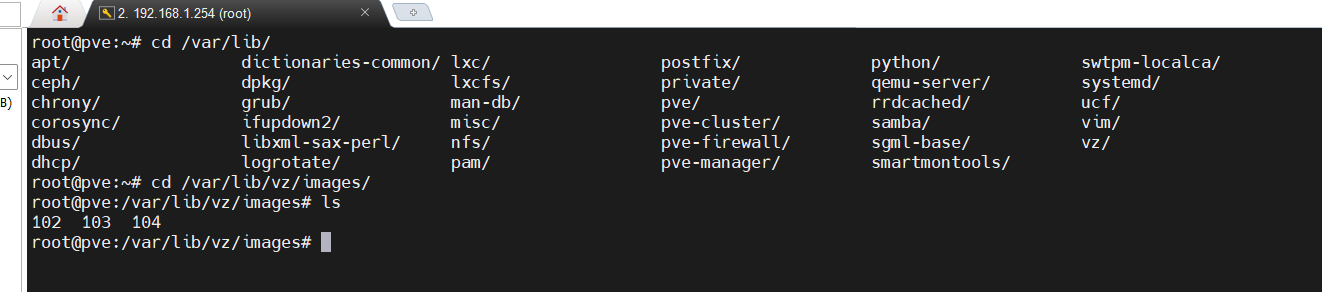 2. 192.168.1.254 (root)
B)
root@pve:~# cd /var/lib/
apt/ dictionaries-common/ lxc/ postfix/ python/ swtpm-localca/
ceph/ dpkg/ lxcfs/ private/ qemu-server/ systemd/
chrony/ grub/ man-db/ pve/ rrdcached/ ucf/
corosync/ ifupdown2/ misc/ pve-cluster/ samba/ vim/
dbus/ libxml-sax-perl/ nfs/ pve-firewall/ sgml-base/ vz/
dhcp/ logrotate/ pam/ pve-manager/ smartmontools/
root@pve:~# cd /var/lib/vz/images/
root@pve:/var/lib/vz/images# ls
102 103 104
root@pve:/var/lib/vz/images#